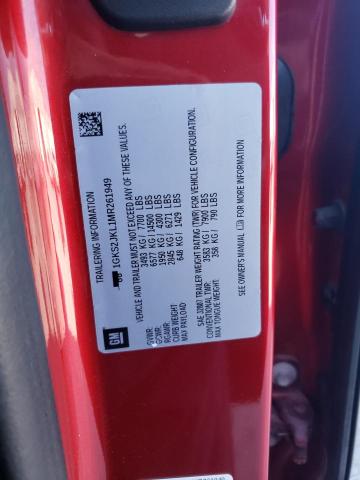 TRAILERING INFORMATION
1GKS2JKL1MR261949
VEHICLE AND TRAILER MUST NOT EXCEED ANY OF THESE VALUES.
GVWR: 3493 KG / 7700 LBS
GCWR: 6577 KG / 14500 LBS
RGAWR: 1950 KG / 4300 LBS
CURB WEIGHT 2845 KG / 6271 LBS
MAX PAYLOAD: 648 KG / 1429 LBS
SAE J2807 TRAILER WEIGHT RATING (TWR) FOR VEHICLE CONFIGURATION.
CONVENTIONAL TWR: 3583 KG / 7900 LBS
MAX TONGUE WEIGHT: 358 KG / 790 LBS
SEE OWNER'S MANUAL FOR MORE INFORMATION
GM